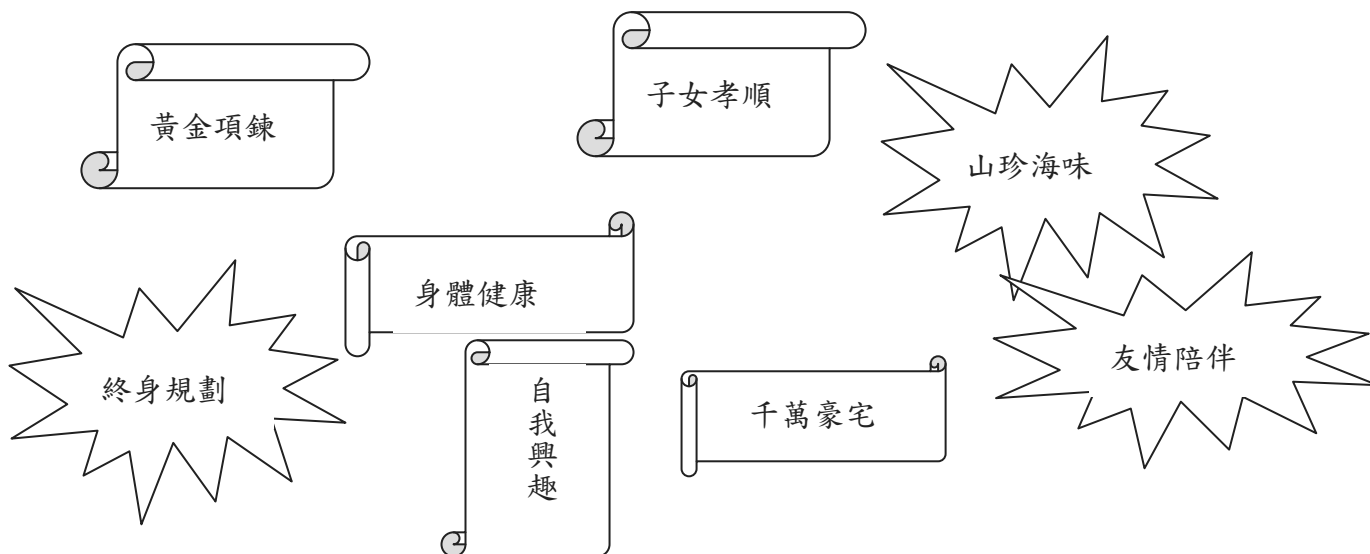 黃金項鍊
子女孝順
山珍海味
身體健康
終身規劃
自我興趣
千萬豪宅
友情陪伴